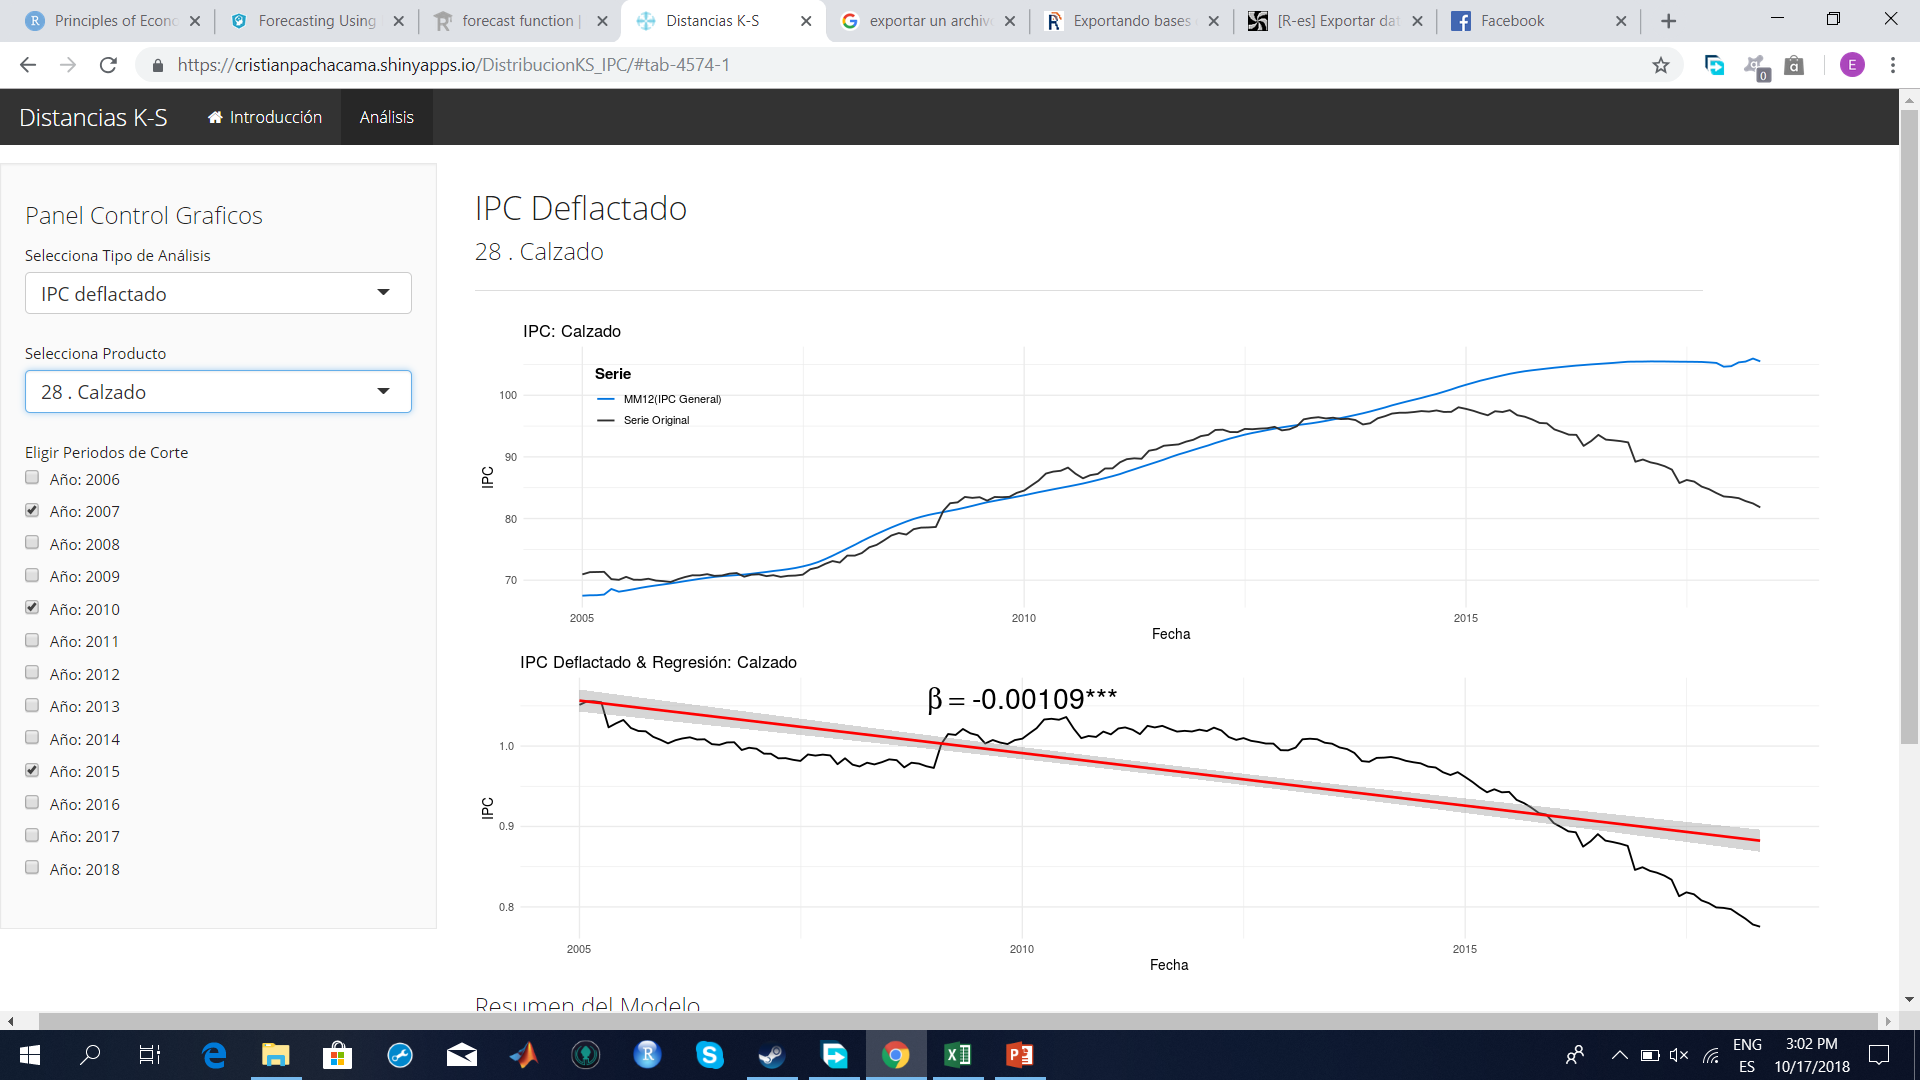 Principles of Econo
Forecasting Using
forecast function |
Distancias K-S
exportar un archivo
Exportando bases
[R-es] Exportar dat
Facebook
https://cristianpachacama.shinyapps.io/DistribucionKS_IPC/#tab-4574-1
0
a
E
Distancias K-S
Introducción
Análisis
Panel Control Graficos
Selecciona Tipo de Análisis
IPC deflactado
Selecciona Producto
28 . Calzado
Eligir Periodos de Corte
Año: 2006
Año: 2007
Año: 2008
Año: 2009
Año: 2010
Año: 2011
Año: 2012
Año: 2013
Año: 2014
Año: 2015
Año: 2016
Año: 2017
Año: 2018
IPC Deflactado
28 . Calzado
IPC: Calzado
Serie
MM12(IPC General)
Serie Original
IPC
100
90
80
70
2005
2010
2015
Fecha
IPC Deflactado & Regresión: Calzado
β = -0.00109***
IPC
1.0
0.9
0.8
2005
2010
2015
Fecha
Resumen del Modelo
ENG
ES
3:02 PM
10/17/2018